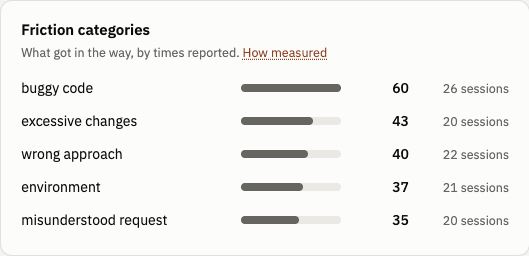 Friction categories
What got in the way, by times reported. How measured
buggy code 60 26 sessions
excessive changes 43 20 sessions
wrong approach 40 22 sessions
environment 37 21 sessions
misunderstood request 35 20 sessions